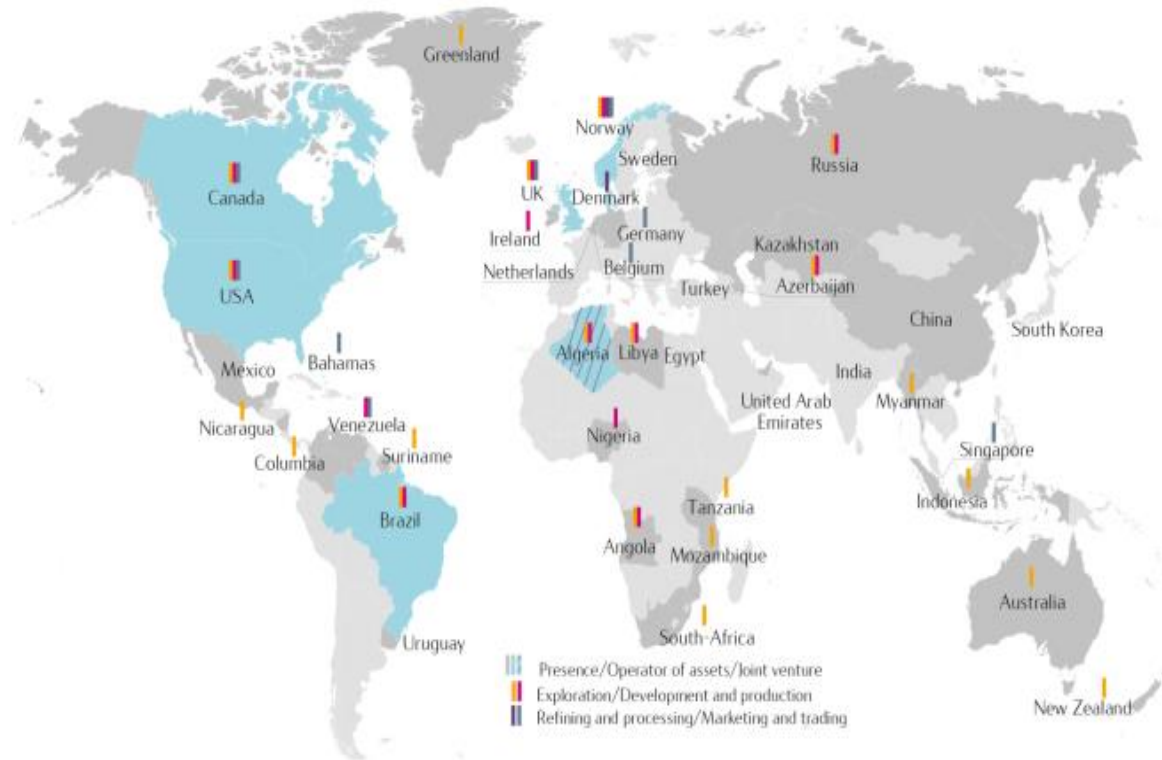 Greenland
Norway
Sweden
Russia
Canada
UK
Denmark
Ireland
Germany
Kazakhstan
Netherlands
Belgium
Azerbaijan
USA
Turkey
China
South Korea
Algeria
Libya
Egypt
Bahamas
Mexico
India
United Arab
Emirates
Myanmar
Nicaragua
Venezuela
Nigeria
Singapore
Columbia
Suriname
Indonesia
Tanzania
Brazil
Angola
Mozambique
Australia
South-Africa
Uruguay
New Zealand
Presence/Operator of assets/Joint venture
Exploration/Development and production
Refining and processing/Marketing and trading